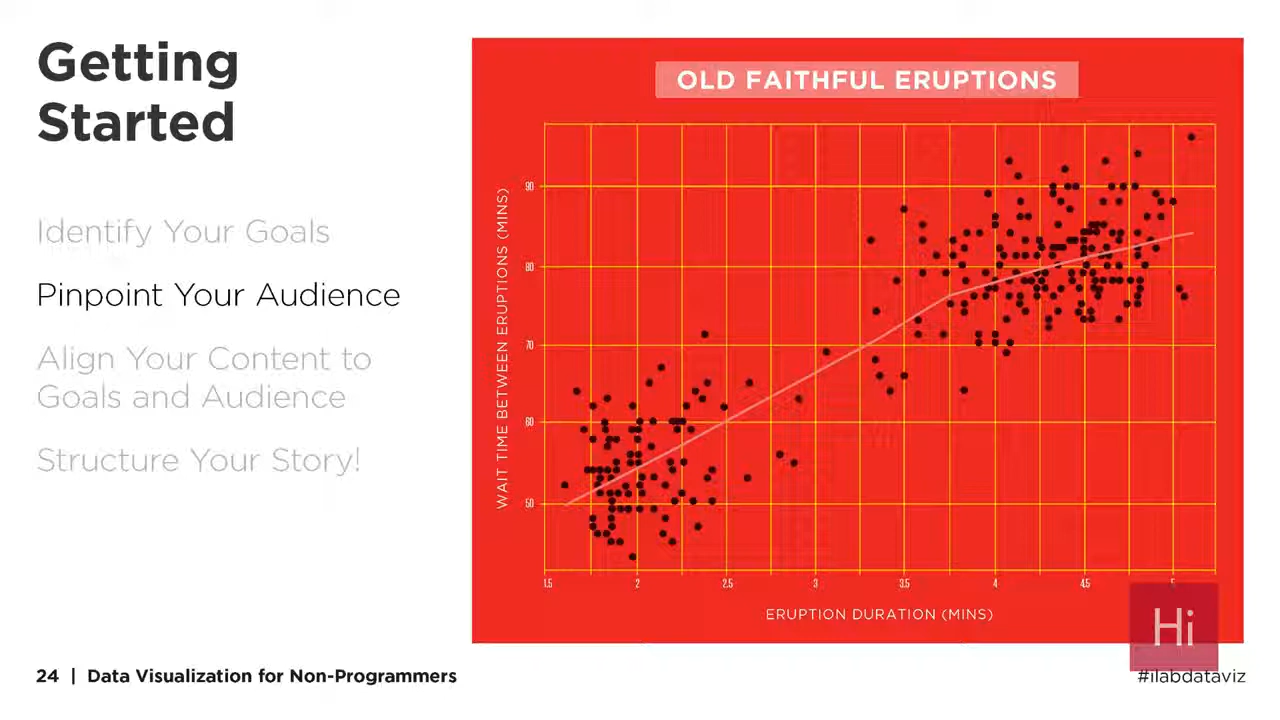 Getting
Started
Identify Your Goals
Pinpoint Your Audience
Align Your Content to
Goals and Audience
Structure Your Story!
OLD FAITHFUL ERUPTIONS
WAIT TIME BETWEEN ERUPTIONS (MINS)
90
80
70
60
50
1.5 2 2.5 3 3.5 4 4.5 5
ERUPTION DURATION (MINS)
Hi
24 | Data Visualization for Non-Programmers
#ilabdataviz